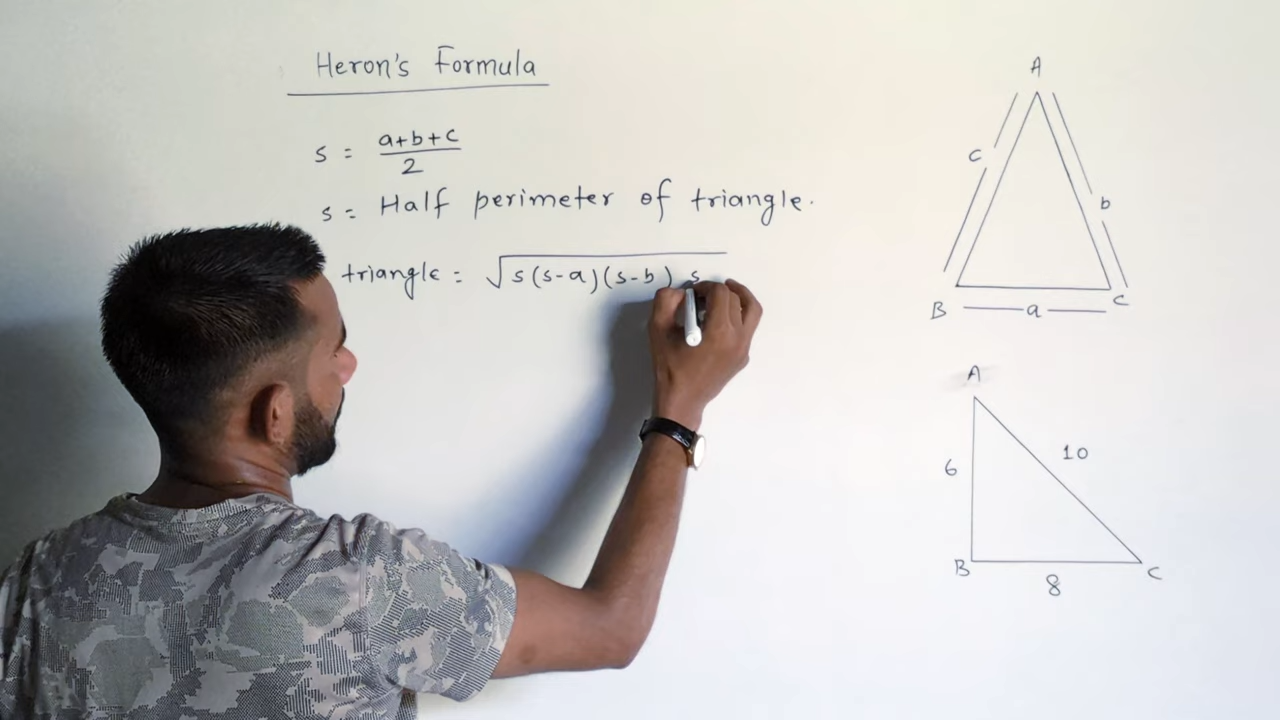 Heron's Formula
s = a+b+c
2
s = Half perimeter of triangle.
triangle = √s(s-a)(s-b) s
A
c
b
B
a
C
A
6
10
B
8
C